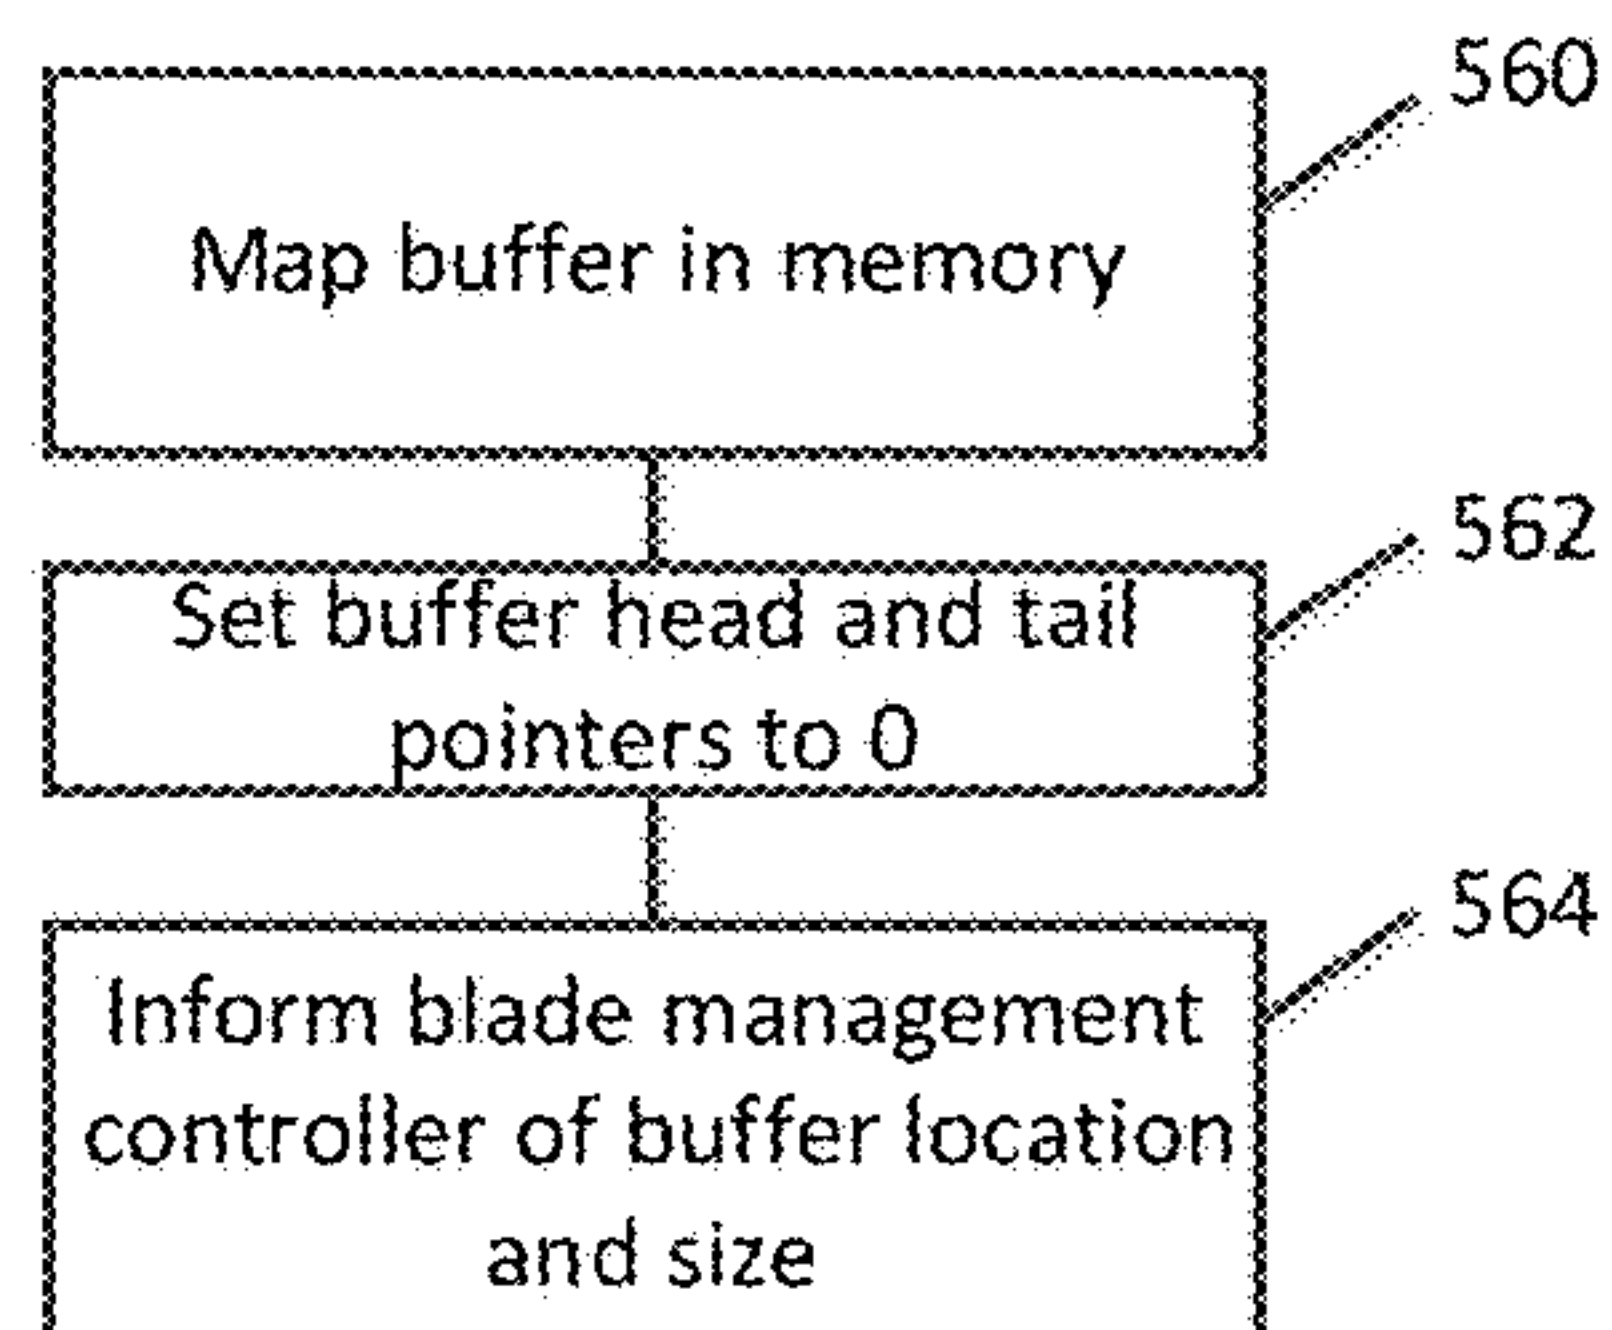 560
Map buffer in memory
562
Set buffer head and tail
pointers to 0
564
Inform blade management
controller of buffer location
and size